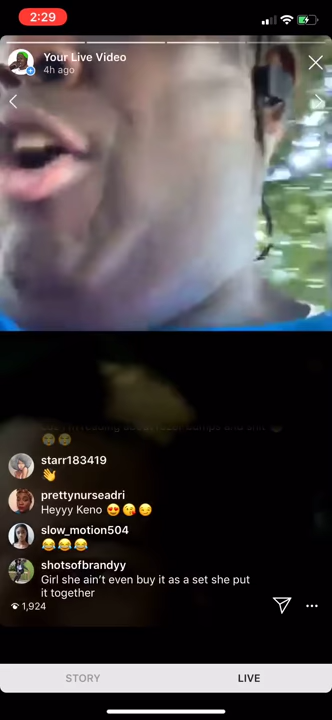 2:29
Your Live Video
4h ago
starr183419
👋
prettynurseadri
Heyyy Keno 😍😘😏
slow_motion504
😂😂😂
shotsofbrandyy
Girl she ain't even buy it as a set she put
it together
1,924
STORY
LIVE